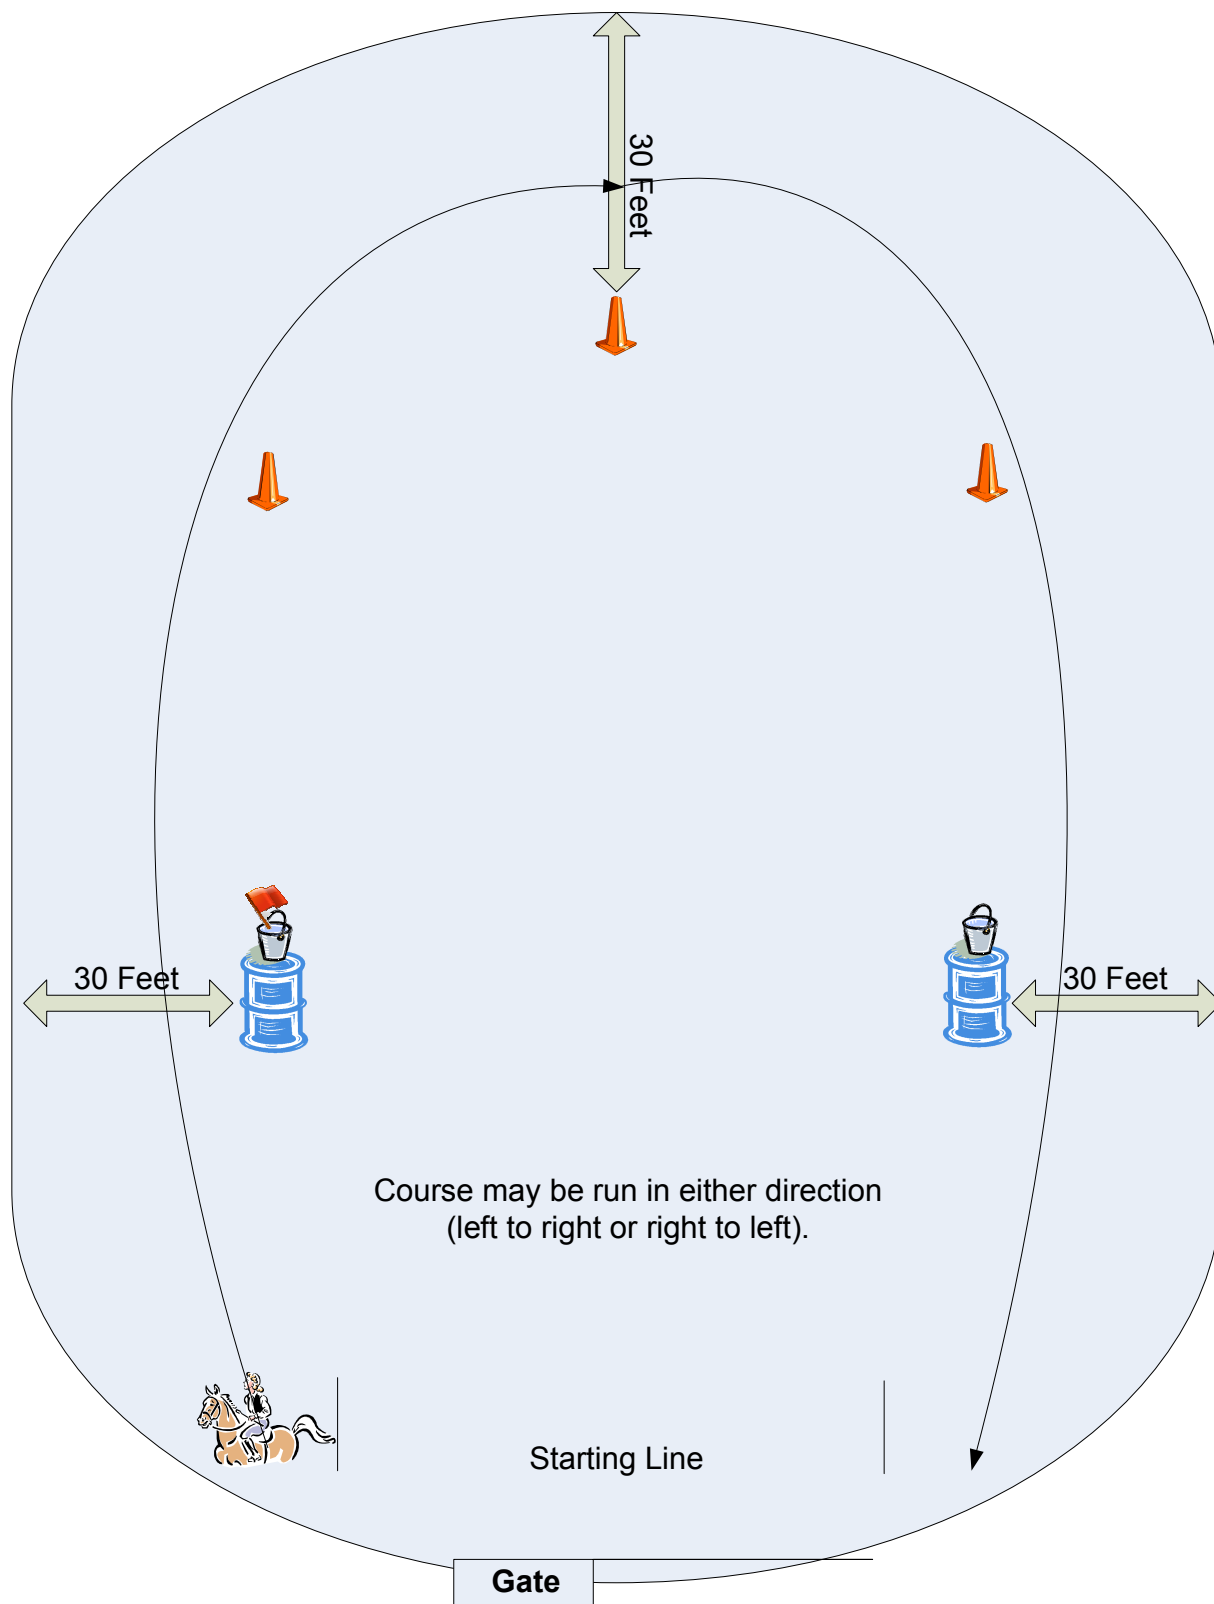 30 Feet
30 Feet
30 Feet
Course may be run in either direction
(left to right or right to left).
Starting Line
Gate